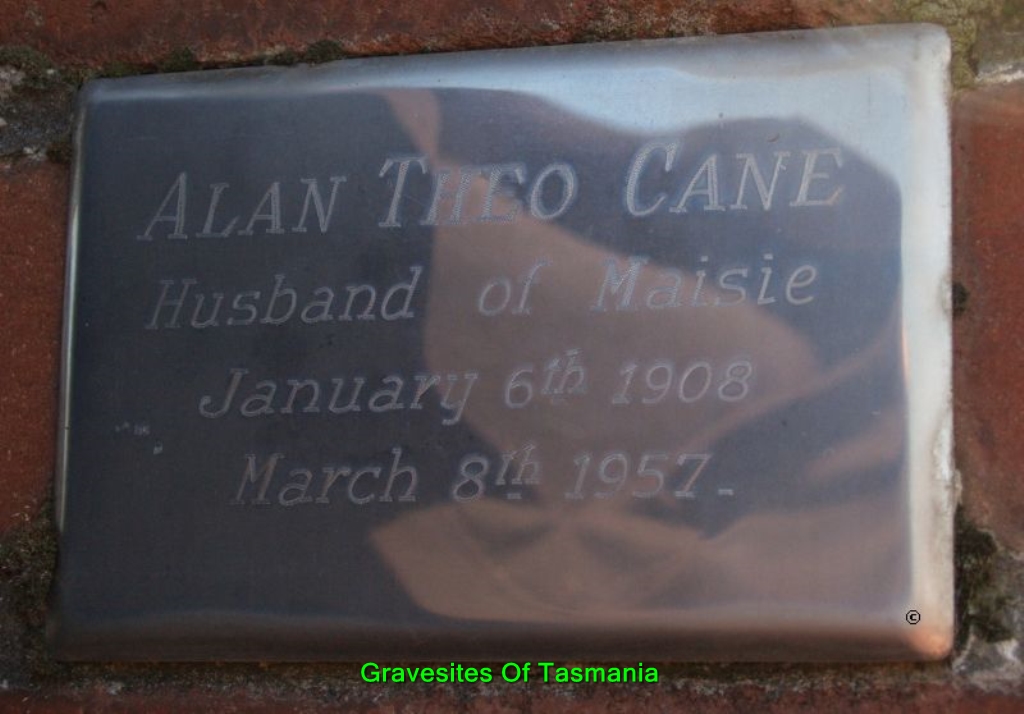 ALAN THEO CANE
Husband of Maisie
January 6th 1908
March 8th 1957-
©
Gravesites Of Tasmania